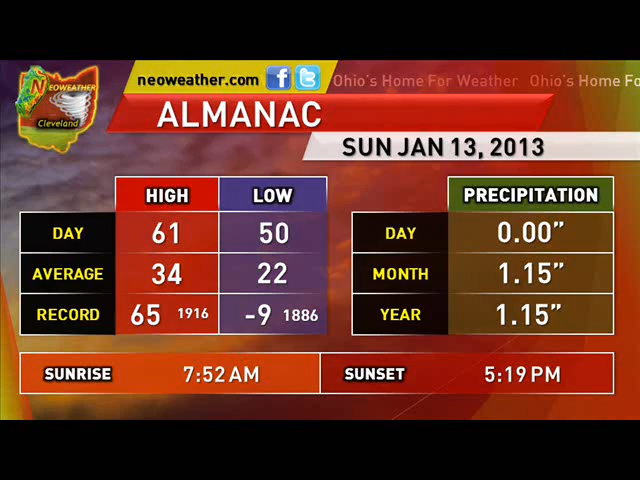 neoweather.com
Ohio's Home For Weather Ohio's Home Fo
NEOWEATHER
Cleveland
ALMANAC
SUN JAN 13, 2013
HIGH LOW
DAY 61 50
AVERAGE 34 22
RECORD 65 1916 -9 1886
PRECIPITATION
DAY 0.00”
MONTH 1.15”
YEAR 1.15”
SUNRISE 7:52 AM SUNSET 5:19 PM